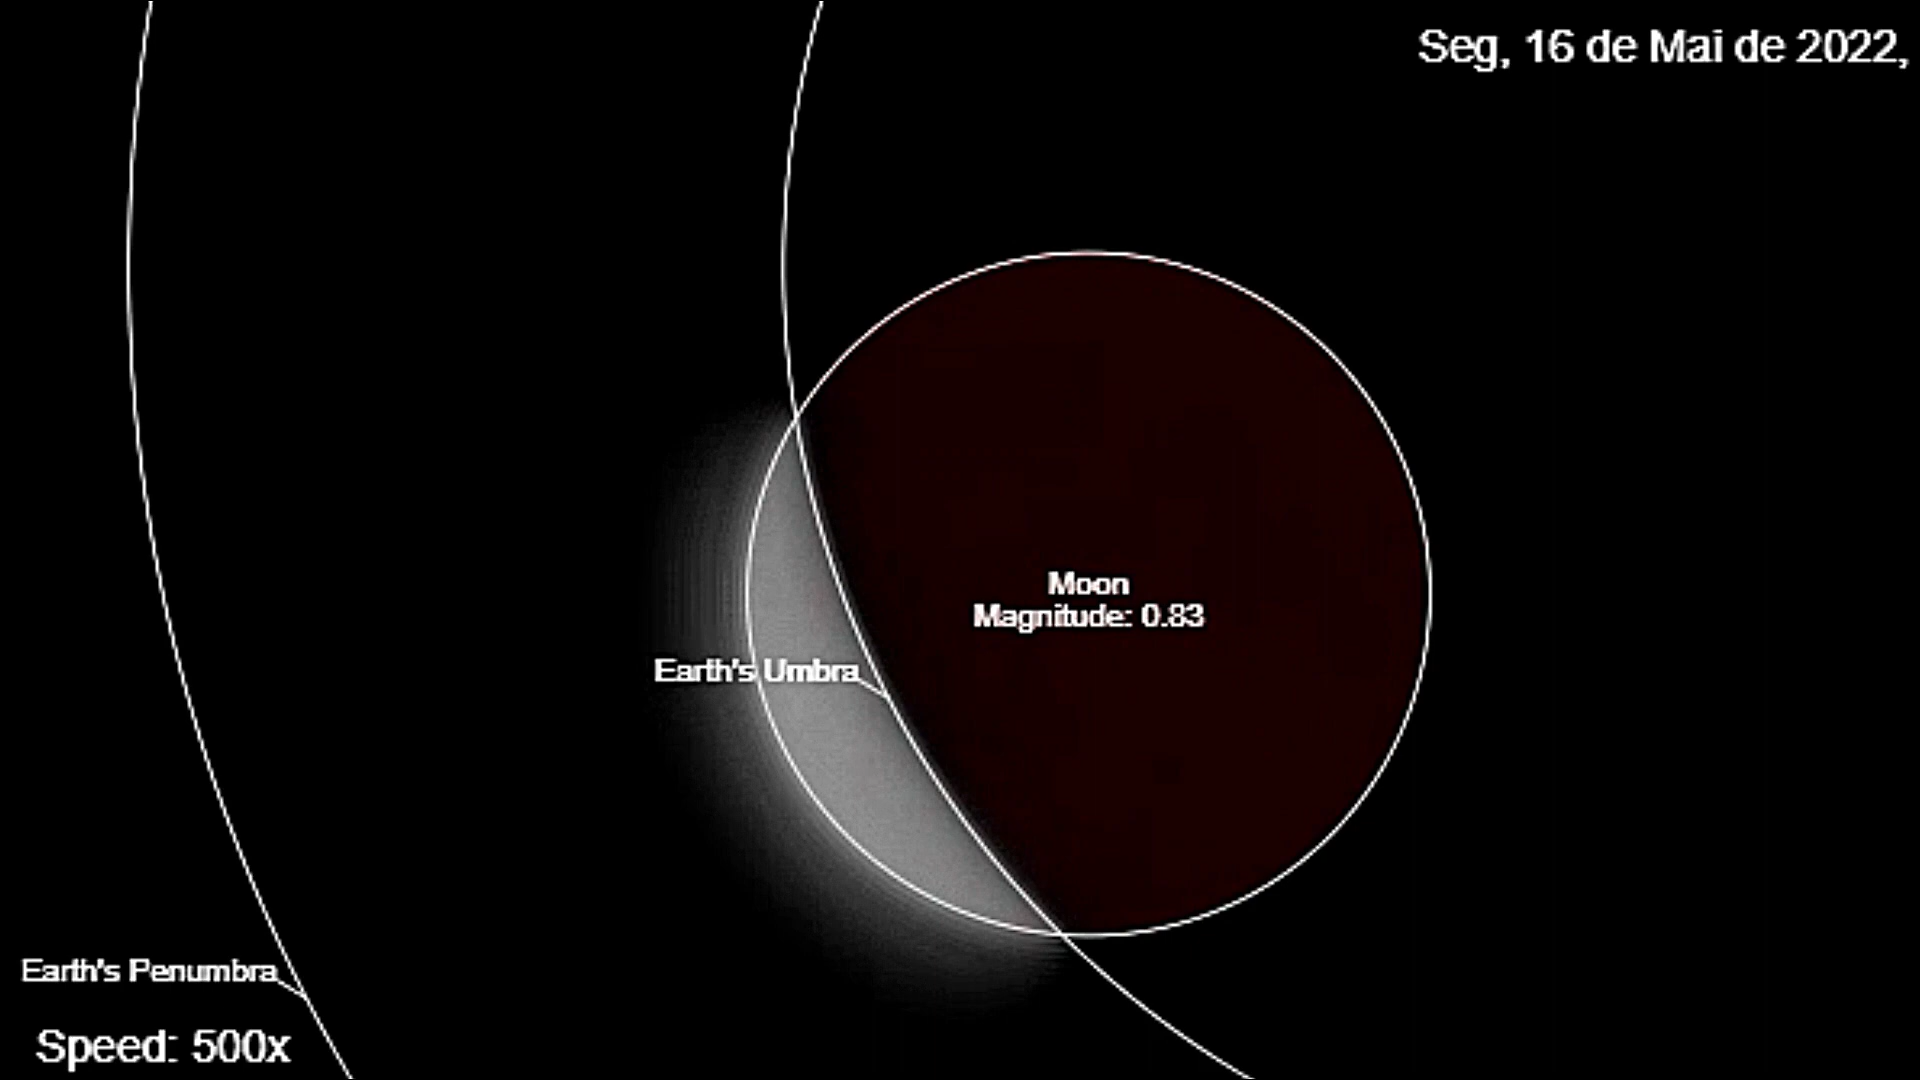 Seg, 16 de Mai de 2022,
Moon
Magnitude: 0.83
Earth's Umbra
Earth's Penumbra
Speed: 500x